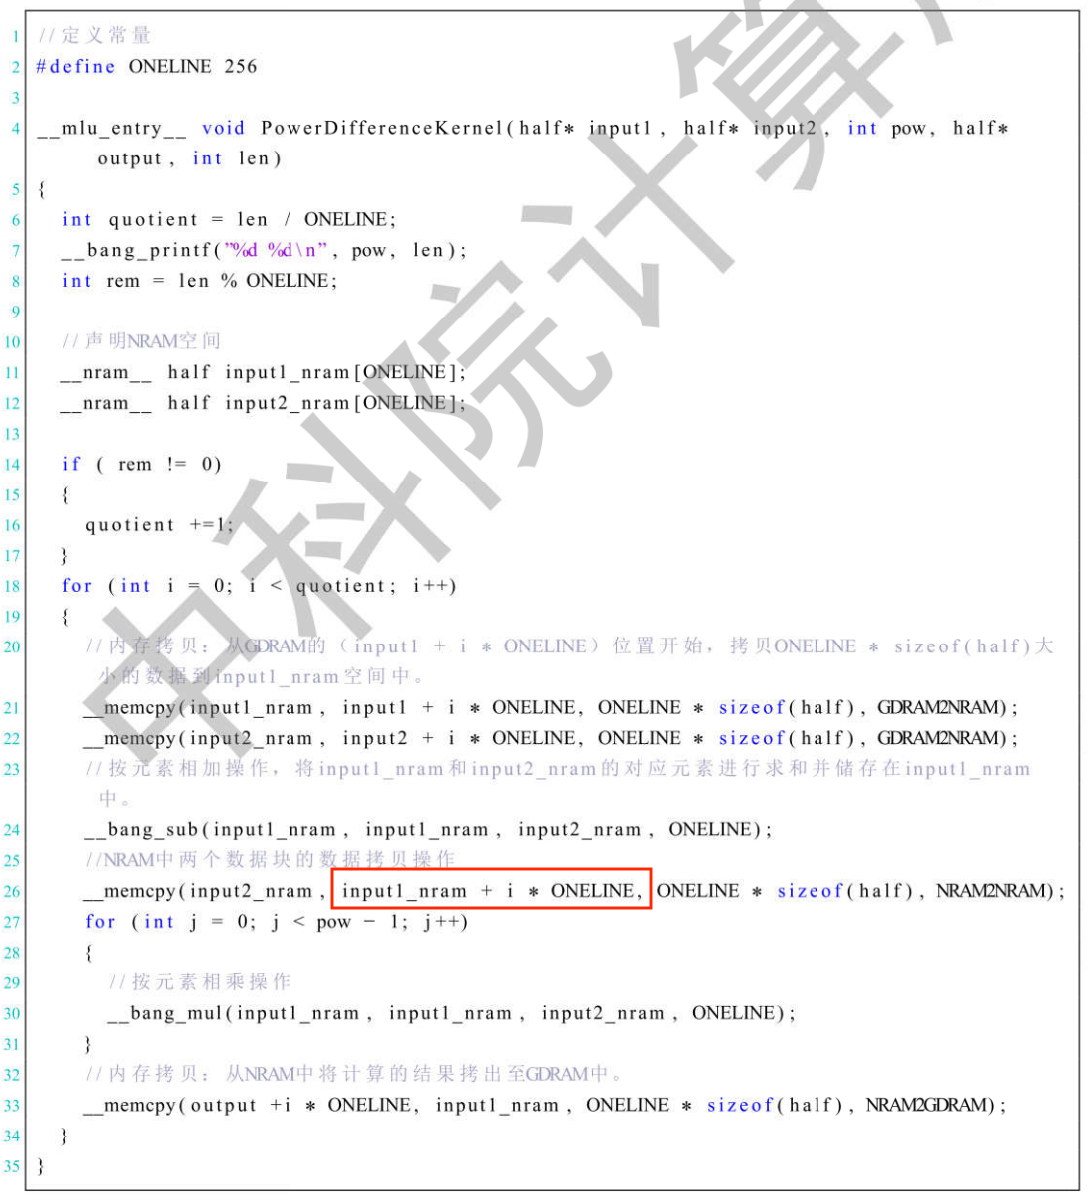 1 //定义常量
2 #define ONELINE 256
3
4 __mlu_entry__ void PowerDifferenceKernel(half* input1, half* input2, int pow, half*
output, int len)
5 {
6 int quotient = len / ONELINE;
7 __bang_printf("%d %d\n", pow, len);
8 int rem = len % ONELINE;
9
10 //声明NRAM空间
11 __nram__ half input1_nram[ONELINE];
12 __nram__ half input2_nram[ONELINE];
13
14 if ( rem != 0)
15 {
16 quotient +=1;
17 }
18 for (int i = 0; i < quotient; i++)
19 {
20 //内存拷贝：从GDRAM的（input1 + i * ONELINE）位置开始，拷贝ONELINE * sizeof(half)大
小的数据到input1_nram空间中。
21 __memcpy(input1_nram, input1 + i * ONELINE, ONELINE * sizeof(half), GDRAM2NRAM);
22 __memcpy(input2_nram, input2 + i * ONELINE, ONELINE * sizeof(half), GDRAM2NRAM);
23 //按元素相加操作，将input1_nram和input2_nram的对应元素进行求和并储存在input1_nram
中。
24 __bang_sub(input1_nram, input1_nram, input2_nram, ONELINE);
25 //NRAM中两个数据块的数据拷贝操作
26 __memcpy(input2_nram, input1_nram + i * ONELINE, ONELINE * sizeof(half), NRAM2NRAM);
27 for (int j = 0; j < pow - 1; j++)
28 {
29 //按元素相乘操作
30 __bang_mul(input1_nram, input1_nram, input2_nram, ONELINE);
31 }
32 //内存拷贝：从NRAM中将计算的结果拷出至GDRAM中。
33 __memcpy(output +i * ONELINE, input1_nram, ONELINE * sizeof(half), NRAM2GDRAM);
34 }
35 }
中科院计算